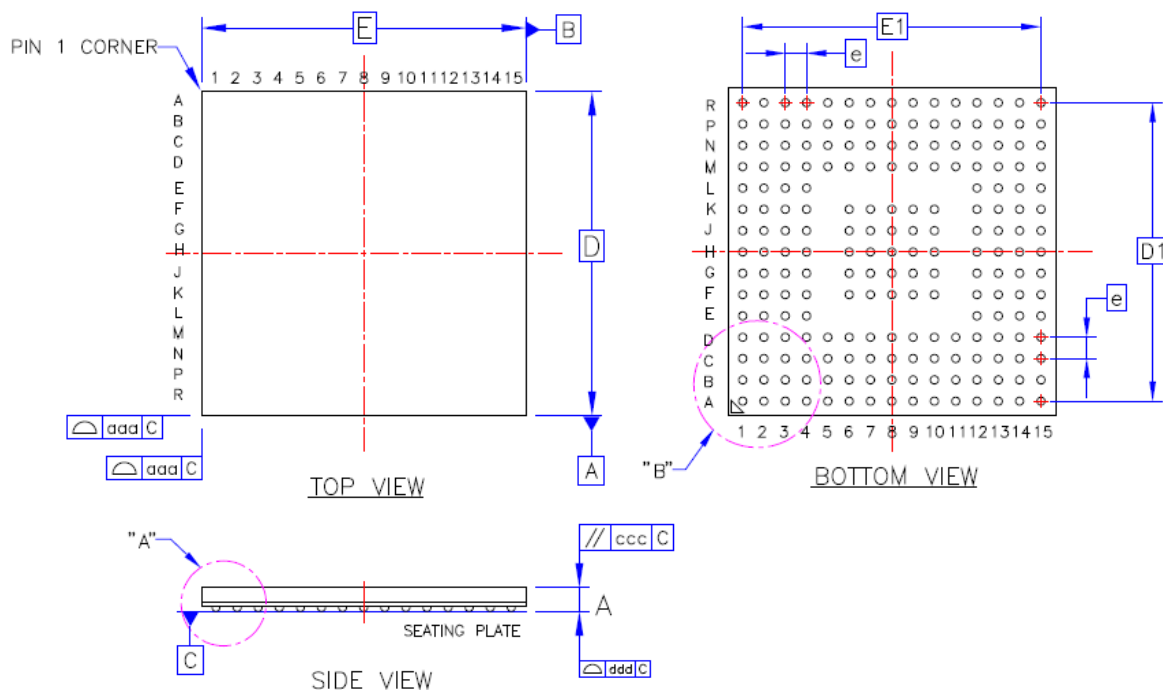 PIN 1 CORNER
E
B
1 2 3 4 5 6 7 8 9 10 11 12 13 14 15
A
B
C
D
E
F
G
H
J
K
L
M
N
P
R
D
aaa C
aaa C
A
TOP VIEW
E1
e
R
P
N
M
L
K
J
H
G
F
E
D
C
B
A
D1
e
1 2 3 4 5 6 7 8 9 10 11 12 14 15
"B"
BOTTOM VIEW
"A"
// ccc C
A
C
SEATING PLATE
ddd C
SIDE VIEW